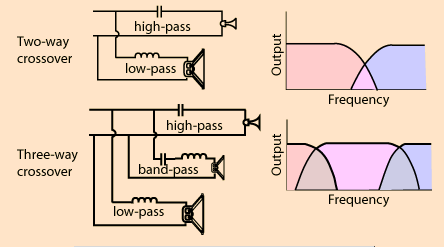 Two-way
crossover
high-pass
low-pass
Output
Frequency
Three-way
crossover
high-pass
band-pass
low-pass
Output
Frequency